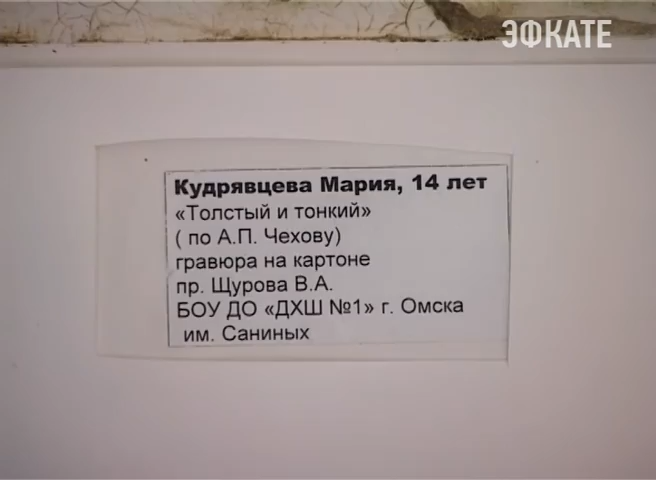 ЭФКАТЕ
Кудрявцева Мария, 14 лет
«Толстый и тонкий»
( по А.П. Чехову)
гравюра на картоне
пр. Щурова В.А.
БОУ ДО «ДХШ №1» г. Омска
им. Саниных